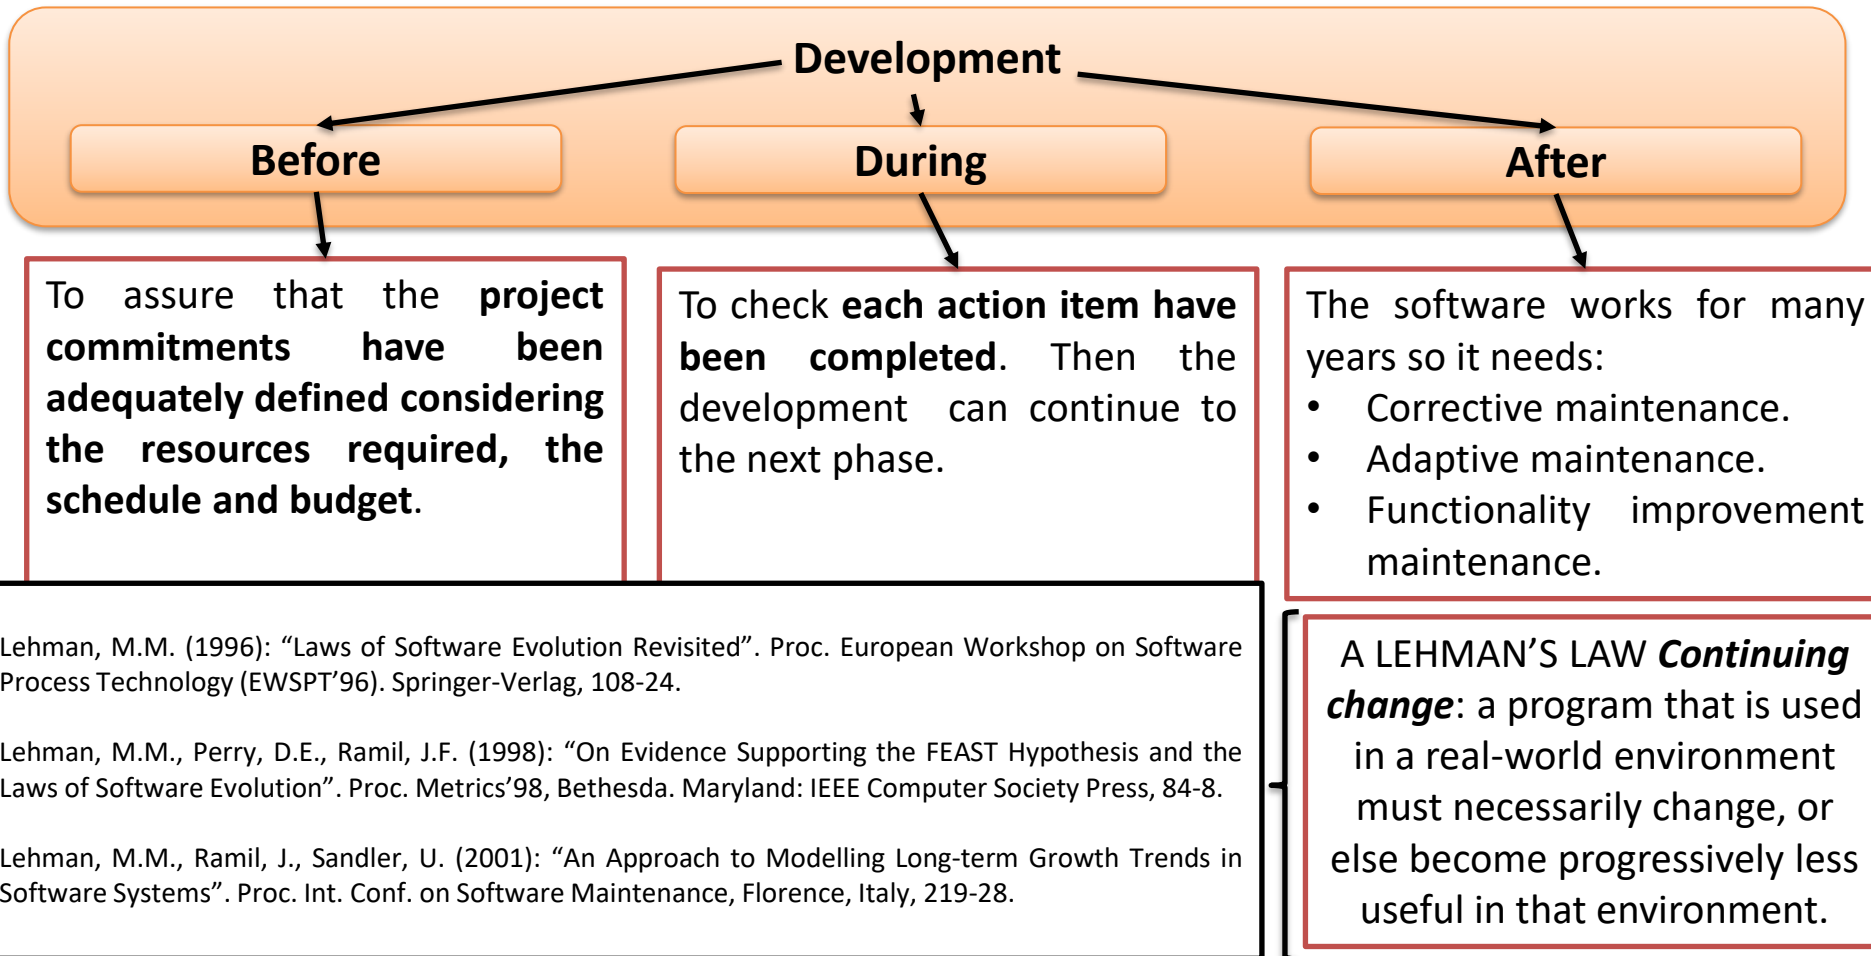 Development
Before
During
After
To assure that the project
commitments have been
adequately defined considering
the resources required, the
schedule and budget.
To check each action item have
been completed. Then the
development can continue to
the next phase.
The software works for many
years so it needs:
• Corrective maintenance.
• Adaptive maintenance.
• Functionality improvement
maintenance.
Lehman, M.M. (1996): “Laws of Software Evolution Revisited”. Proc. European Workshop on Software
Process Technology (EWSPT’96). Springer-Verlag, 108-24.
Lehman, M.M., Perry, D.E., Ramil, J.F. (1998): “On Evidence Supporting the FEAST Hypothesis and the
Laws of Software Evolution”. Proc. Metrics’98, Bethesda. Maryland: IEEE Computer Society Press, 84-8.
Lehman, M.M., Ramil, J., Sandler, U. (2001): “An Approach to Modelling Long-term Growth Trends in
Software Systems”. Proc. Int. Conf. on Software Maintenance, Florence, Italy, 219-28.
A LEHMAN’S LAW Continuing
change: a program that is used
in a real-world environment
must necessarily change, or
else become progressively less
useful in that environment.